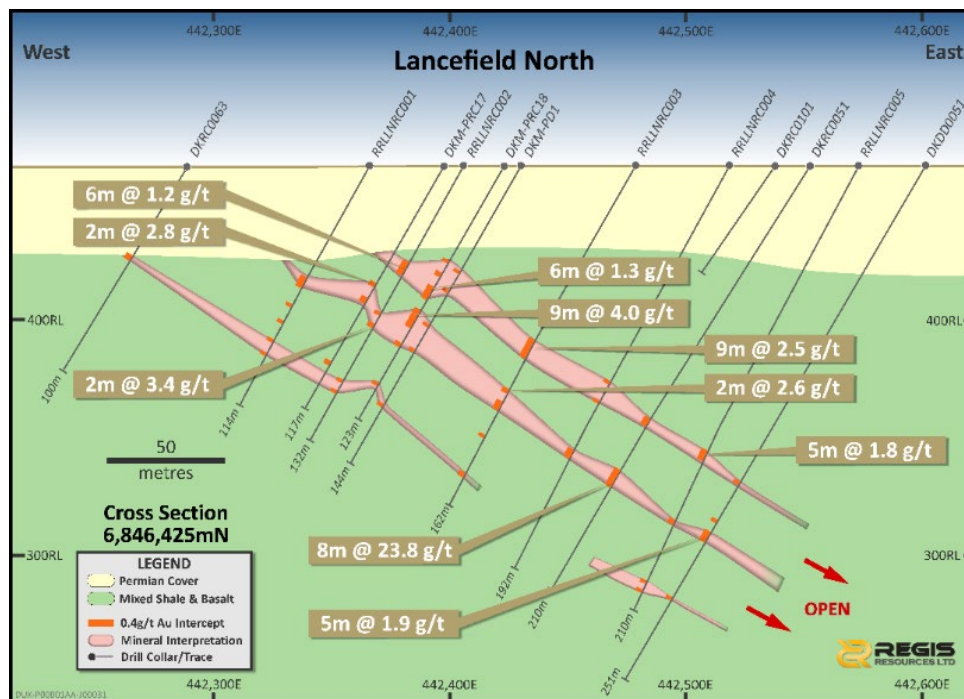 442,300E
442,400E
442,500E
442,600E
West
Lancefield North
East
DKRC0063
RRLLNRC001
DKM-PRC17
RRLLNRC002
DKM-PRC18
DKM-PD1
RRLLNRC003
RRLLNRC004
DKRC0101
DKRC0051
RRLLNRC005
DKDD0051
6m @ 1.2 g/t
2m @ 2.8 g/t
6m @ 1.3 g/t
9m @ 4.0 g/t
400RL
400RL
9m @ 2.5 g/t
2m @ 3.4 g/t
2m @ 2.6 g/t
100m
114m
117m
132m
123m
144m
162m
192m
210m
210m
251m
5m @ 1.8 g/t
50
metres
Cross Section
6,846,425mN
8m @ 23.8 g/t
300RL
300RL
5m @ 1.9 g/t
LEGEND
Permian Cover
Mixed Shale & Basalt
0.4g/t Au Intercept
Mineral Interpretation
Drill Collar/Trace
OPEN
REGIS
RESOURCES LTD
442,300E
442,400E
442,500E
442,600E